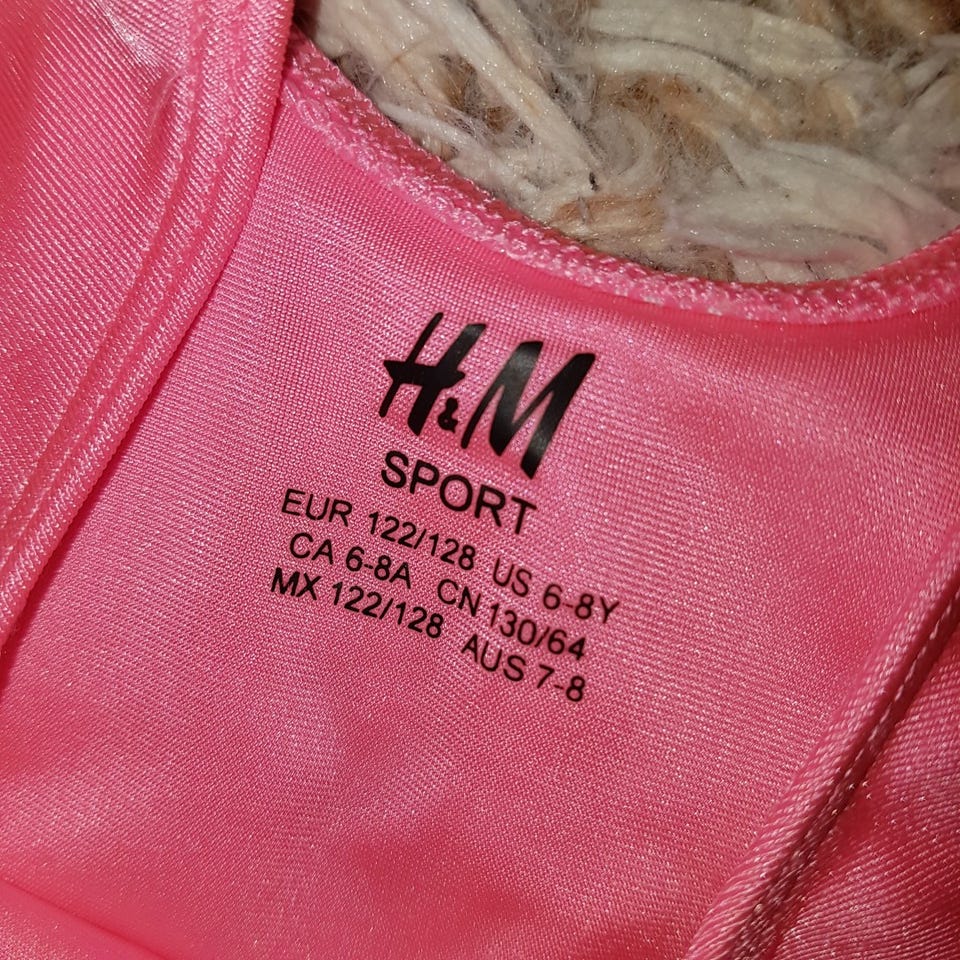 H&M
SPORT
EUR 122/128 US 6-8Y
CA 6-8A CN 130/64
MX 122/128 AUS 7-8